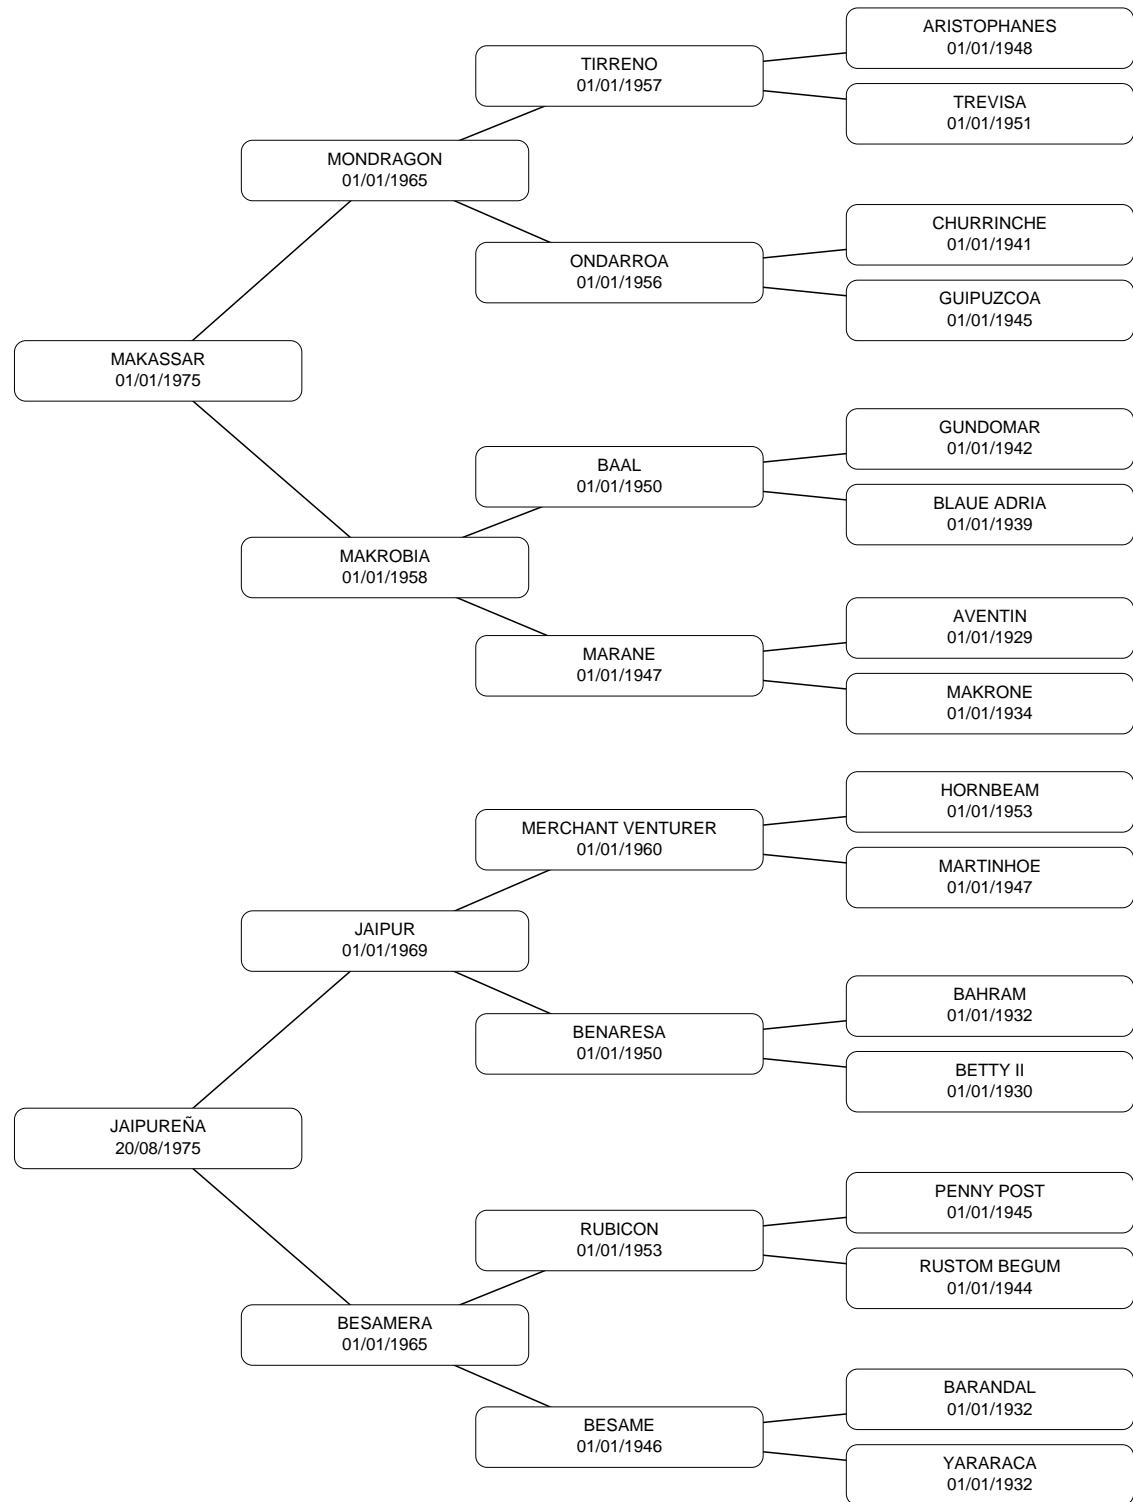 ARISTOPHANES
01/01/1948
TIRRENO
01/01/1957
TREVISA
01/01/1951
MONDRAGON
01/01/1965
CHURRINCHE
01/01/1941
ONDARROA
01/01/1956
GUIPUZCOA
01/01/1945
MAKASSAR
01/01/1975
GUNDOMAR
01/01/1942
BAAL
01/01/1950
BLAUE ADRIA
01/01/1939
MAKROBIA
01/01/1958
AVENTIN
01/01/1929
MARANE
01/01/1947
MAKRONE
01/01/1934
HORNBEAM
01/01/1953
MERCHANT VENTURER
01/01/1960
MARTINHOE
01/01/1947
JAIPUR
01/01/1969
BAHRAM
01/01/1932
BENARESA
01/01/1950
BETTY II
01/01/1930
JAIPUREÑA
20/08/1975
PENNY POST
01/01/1945
RUBICON
01/01/1953
RUSTOM BEGUM
01/01/1944
BESAMERA
01/01/1965
BARANDAL
01/01/1932
BESAME
01/01/1946
YARARACA
01/01/1932